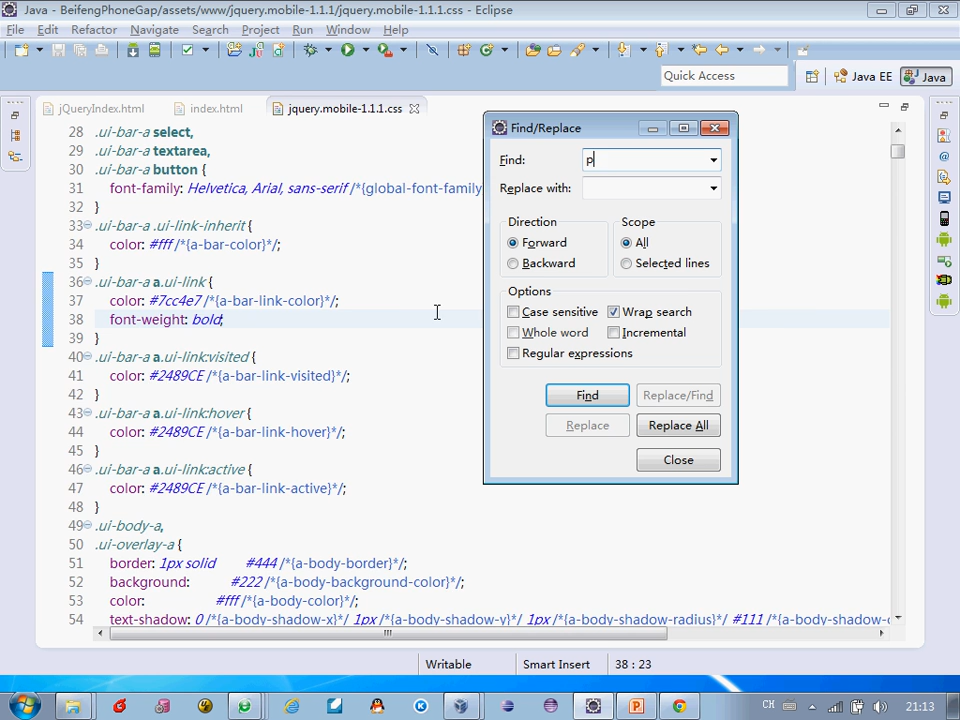 Java - BeifengPhoneGap/assets/www/jquery.mobile-1.1.1/jquery.mobile-1.1.1.css - Eclipse
File Edit Refactor Navigate Search Project Run Window Help
Quick Access Java EE Java
jQueryIndex.html index.html jquery.mobile-1.1.1.css
28 .ui-bar-a select,
29 .ui-bar-a textarea,
30 .ui-bar-a button {
31 font-family: Helvetica, Arial, sans-serif /*{global-font-family
32 }
33 .ui-bar-a .ui-link-inherit {
34 color: #fff /*{a-bar-color}*/;
35 }
36 .ui-bar-a a.ui-link {
37 color: #7cc4e7 /*{a-bar-link-color}*/;
38 font-weight: bold;
39 }
40 .ui-bar-a a.ui-link:visited {
41 color: #2489CE /*{a-bar-link-visited}*/;
42 }
43 .ui-bar-a a.ui-link:hover {
44 color: #2489CE /*{a-bar-link-hover}*/;
45 }
46 .ui-bar-a a.ui-link:active {
47 color: #2489CE /*{a-bar-link-active}*/;
48 }
49 .ui-body-a,
50 .ui-overlay-a {
51 border: 1px solid #444 /*{a-body-border}*/;
52 background: #222 /*{a-body-background-color}*/;
53 color: #fff /*{a-body-color}*/;
54 text-shadow: 0 /*{a-body-shadow-x}*/ 1px /*{a-body-shadow-y}*/ 1px /*{a-body-shadow-radius}*/ #111 /*{a-body-shadow-c
Find/Replace
Find: p
Replace with:
Direction
Forward
Backward
Scope
All
Selected lines
Options
Case sensitive Wrap search
Whole word Incremental
Regular expressions
Find Replace/Find
Replace Replace All
Close
Writable Smart Insert 38 : 23
CH 21:13